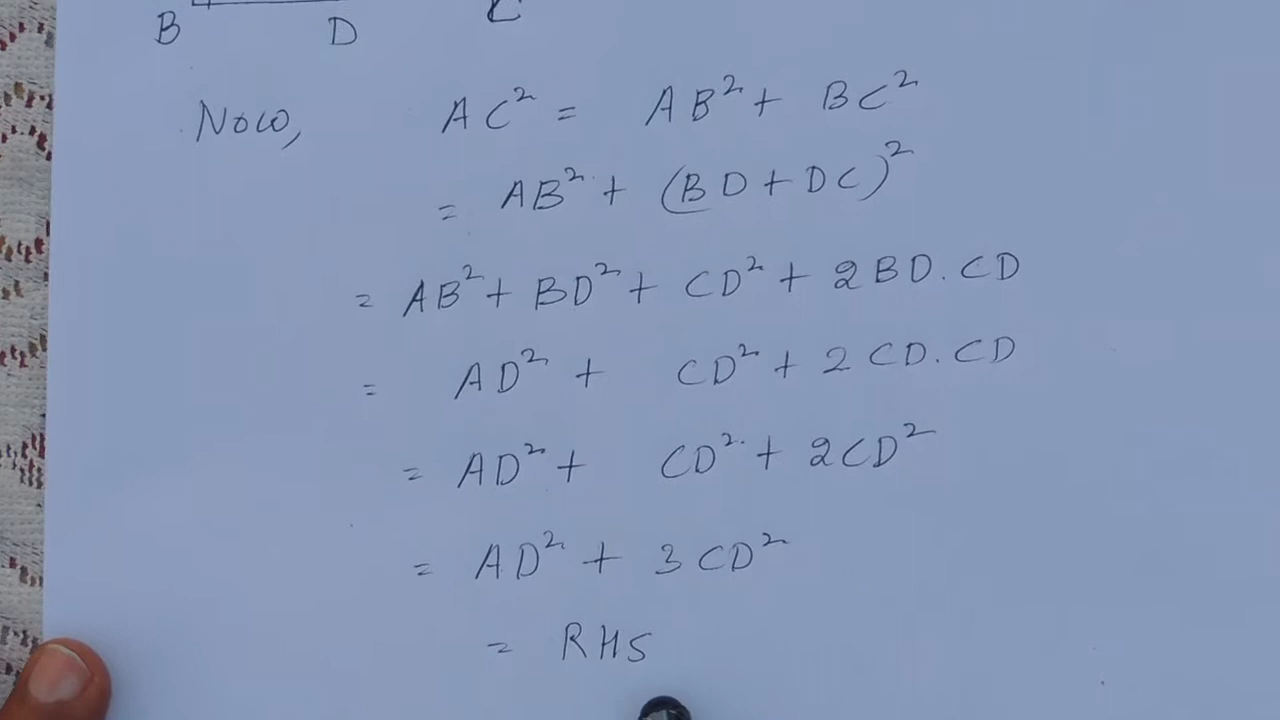 B D C
Now, AC² = AB² + BC²
= AB² + (BD + DC)²
= AB² + BD² + CD² + 2BD.CD
= AD² + CD² + 2CD.CD
= AD² + CD² + 2CD²
= AD² + 3CD²
= RHS